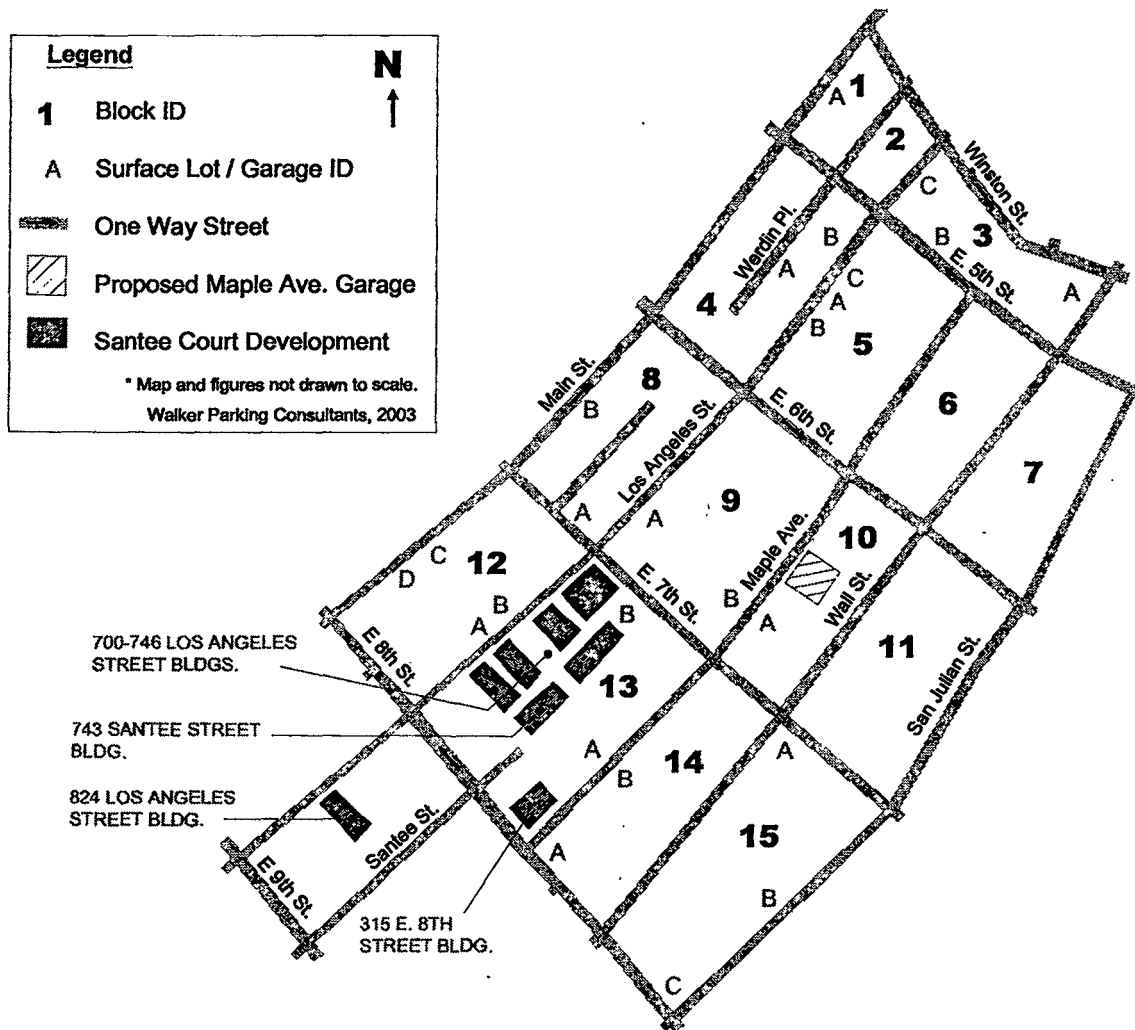 Legend
N
1 Block ID
A Surface Lot / Garage ID
One Way Street
Proposed Maple Ave. Garage
Santee Court Development
* Map and figures not drawn to scale.
Walker Parking Consultants, 2003
1
A
2
Winston St.
C
3
B
E. 5th St.
A
Werdin Pl.
B
A
4
C
A
B
5
6
7
Main St.
8
B
A
Los Angeles St.
E. 6th St.
9
A
B
Maple Ave.
10
A
Wall St.
11
San Julian St.
12
C
D
B
A
E. 7th St.
E 8th St.
B
13
A
700-746 LOS ANGELES
STREET BLDGS.
743 SANTEE STREET
BLDG.
824 LOS ANGELES
STREET BLDG.
14
B
A
A
15
B
C
Santee St.
E 9th St.
315 E. 8TH
STREET BLDG.